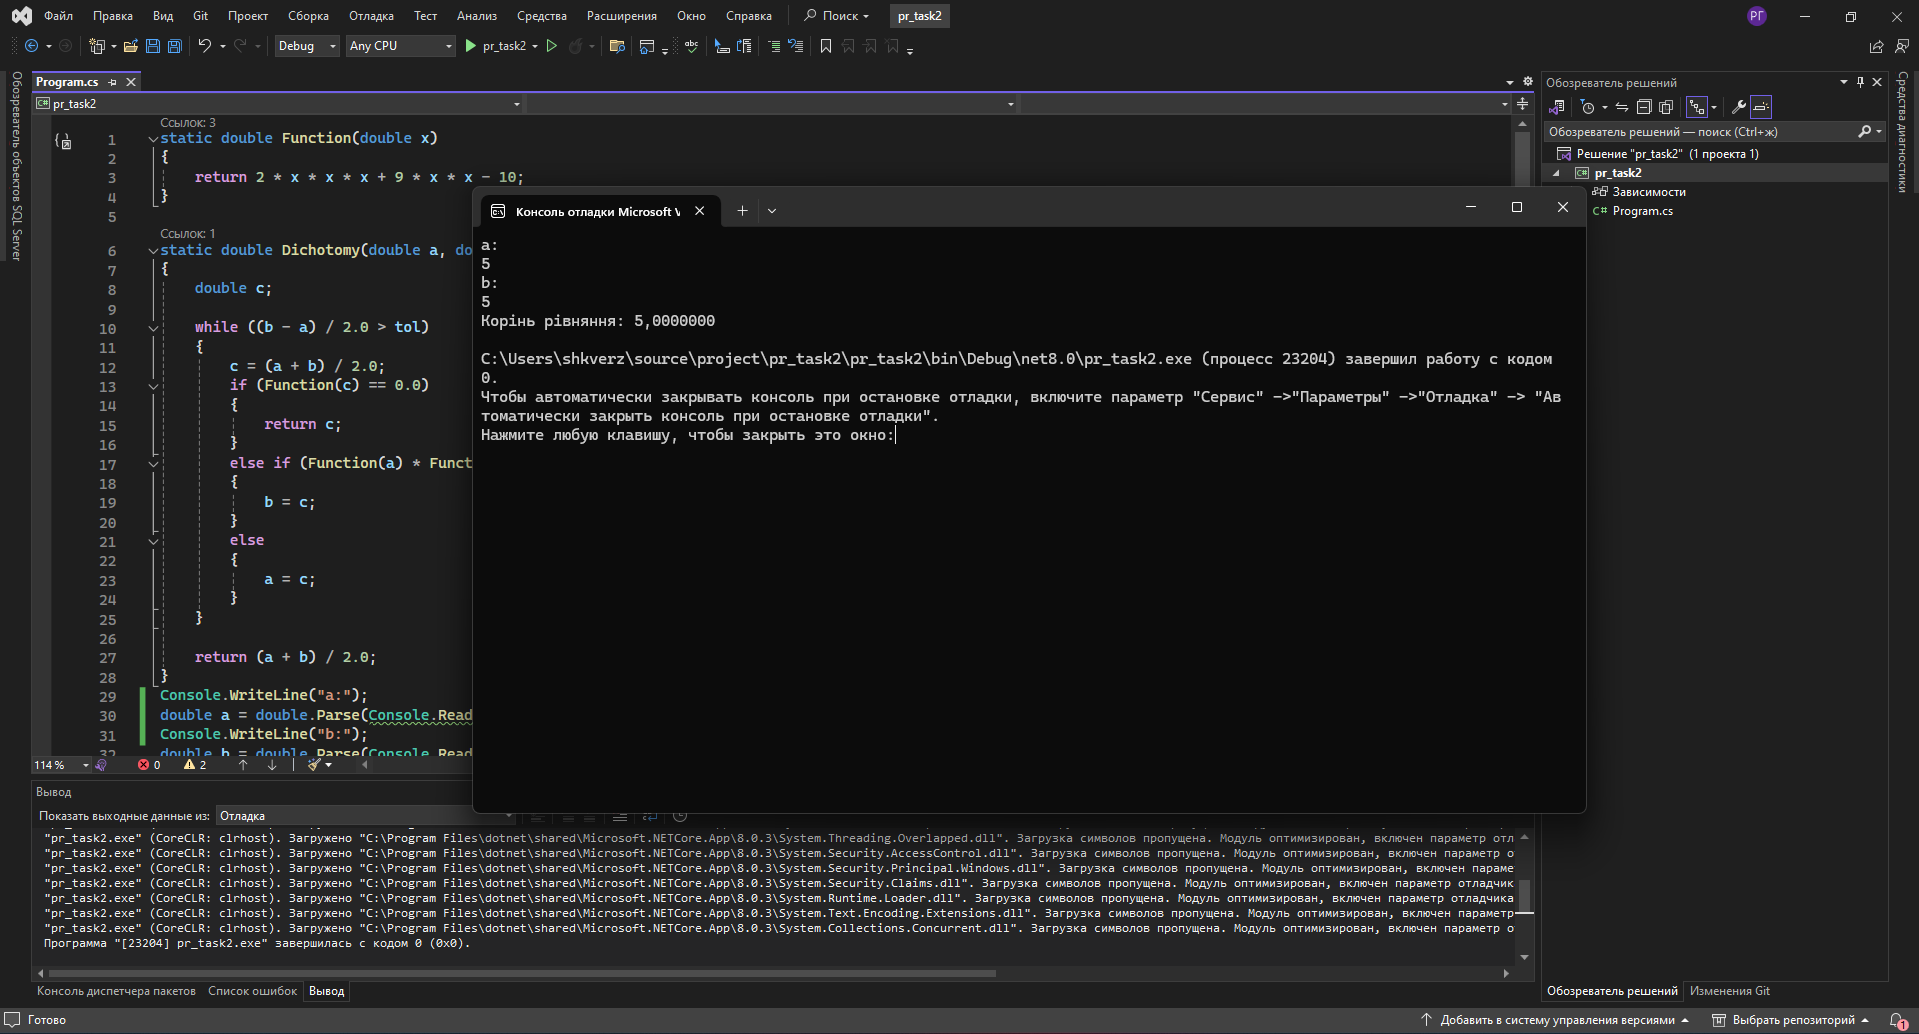 Файл Правка Вид Git Проект Сборка Отладка Тест Анализ Средства Расширения Окно Справка Поиск pr_task2 РГ
Debug Any CPU pr_task2 abc
Обозреватель объектов SQL Server
Program.cs
C# pr_task2
Ссылок: 3
1 static double Function(double x)
2 {
3 return 2 * x * x * x + 9 * x * x - 10;
4 }
5
Ссылок: 1
6 static double Dichotomy(double a, do
7 {
8 double c;
9
10 while ((b - a) / 2.0 > tol)
11 {
12 c = (a + b) / 2.0;
13 if (Function(c) == 0.0)
14 {
15 return c;
16 }
17 else if (Function(a) * Funct
18 {
19 b = c;
20 }
21 else
22 {
23 a = c;
24 }
25 }
26
27 return (a + b) / 2.0;
28 }
29 Console.WriteLine("a:");
30 double a = double.Parse(Console.Read
31 Console.WriteLine("b:");
32 double b = double.Parse(Console.Read
114 % 0 2
Консоль отладки Microsoft V
a:
5
b:
5
Корінь рівняння: 5,0000000
C:\Users\shkverz\source\project\pr_task2\pr_task2\bin\Debug\net8.0\pr_task2.exe (процесс 23204) завершил работу с кодом
0.
Чтобы автоматически закрывать консоль при остановке отладки, включите параметр "Сервис" ->"Параметры" ->"Отладка" -> "Ав
томатически закрыть консоль при остановке отладки".
Нажмите любую клавишу, чтобы закрыть это окно:
Обозреватель решений
Обозреватель решений — поиск (Ctrl+ж)
Решение "pr_task2" (1 проекта 1)
C# pr_task2
Зависимости
C# Program.cs
Средства диагностики
Вывод
Показать выходные данные из: Отладка
"pr_task2.exe" (CoreCLR: clrhost). Загружено "C:\Program Files\dotnet\shared\Microsoft.NETCore.App\8.0.3\System.Threading.Overlapped.dll". Загрузка символов пропущена. Модуль оптимизирован, включен параметр отл
"pr_task2.exe" (CoreCLR: clrhost). Загружено "C:\Program Files\dotnet\shared\Microsoft.NETCore.App\8.0.3\System.Security.AccessControl.dll". Загрузка символов пропущена. Модуль оптимизирован, включен параметр о
"pr_task2.exe" (CoreCLR: clrhost). Загружено "C:\Program Files\dotnet\shared\Microsoft.NETCore.App\8.0.3\System.Security.Principal.Windows.dll". Загрузка символов пропущена. Модуль оптимизирован, включен параме
"pr_task2.exe" (CoreCLR: clrhost). Загружено "C:\Program Files\dotnet\shared\Microsoft.NETCore.App\8.0.3\System.Security.Claims.dll". Загрузка символов пропущена. Модуль оптимизирован, включен параметр отладчик
"pr_task2.exe" (CoreCLR: clrhost). Загружено "C:\Program Files\dotnet\shared\Microsoft.NETCore.App\8.0.3\System.Runtime.Loader.dll". Загрузка символов пропущена. Модуль оптимизирован, включен параметр отладчика
"pr_task2.exe" (CoreCLR: clrhost). Загружено "C:\Program Files\dotnet\shared\Microsoft.NETCore.App\8.0.3\System.Text.Encoding.Extensions.dll". Загрузка символов пропущена. Модуль оптимизирован, включен параметр
"pr_task2.exe" (CoreCLR: clrhost). Загружено "C:\Program Files\dotnet\shared\Microsoft.NETCore.App\8.0.3\System.Collections.Concurrent.dll". Загрузка символов пропущена. Модуль оптимизирован, включен параметр о
Программа "[23204] pr_task2.exe" завершилась с кодом 0 (0x0).
Консоль диспетчера пакетов Список ошибок Вывод
Обозреватель решений Изменения Git
Готово Добавить в систему управления версиями Выбрать репозиторий 1